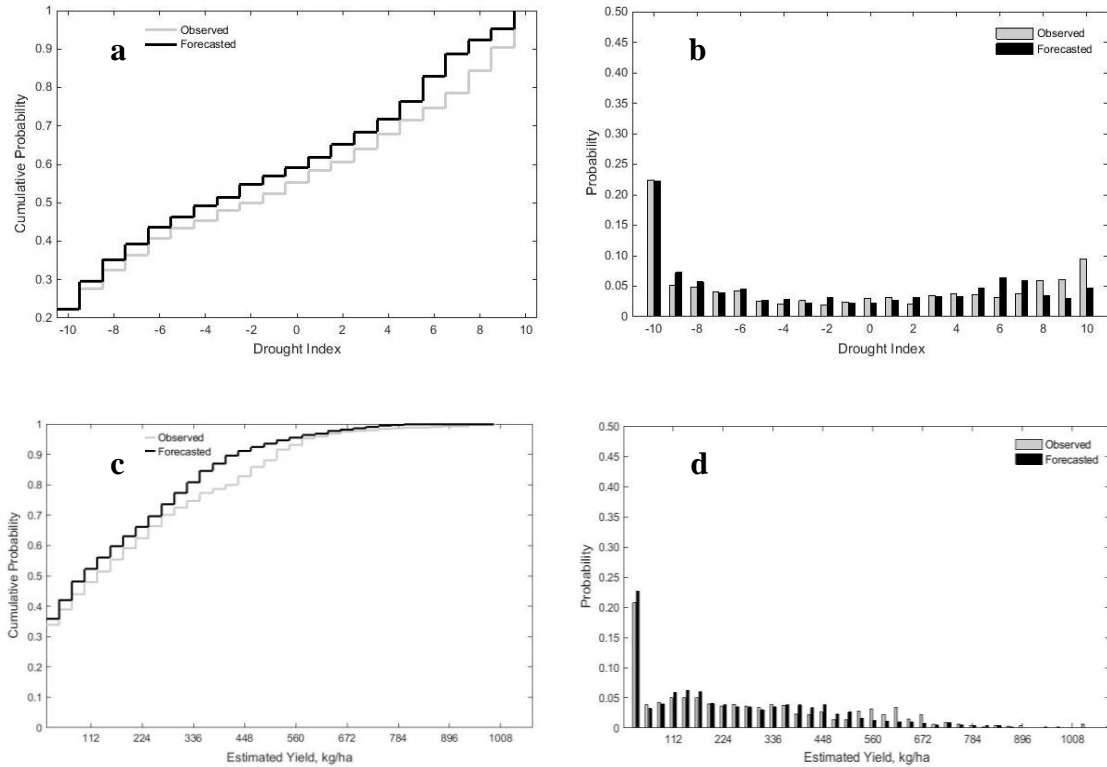 a
Observed
Forecasted
Cumulative Probability
1
0.9
0.8
0.7
0.6
0.5
0.4
0.3
0.2
-10 -8 -6 -4 -2 0 2 4 6 8 10
Drought Index
b
Observed
Forecasted
Probability
0.50
0.45
0.40
0.35
0.30
0.25
0.20
0.15
0.10
0.05
0
-10 -8 -6 -4 -2 0 2 4 6 8 10
Drought Index
c
Observed
Forecasted
Cumulative Probability
1
0.9
0.8
0.7
0.6
0.5
0.4
0.3
0.2
0.1
0
112 224 336 448 560 672 784 896 1008
Estimated Yield, kg/ha
d
Observed
Forecasted
Probability
0.50
0.45
0.40
0.35
0.30
0.25
0.20
0.15
0.10
0.05
0
112 224 336 448 560 672 784 896 1008
Estimated Yield, kg/ha